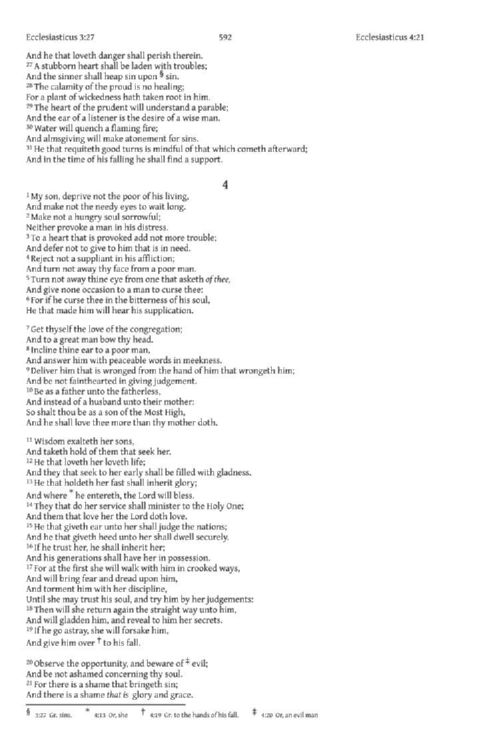 Ecclesiasticus 3:27 592 Ecclesiasticus 4:21
And he that loveth danger shall perish therein.
27 A stubborn heart shall be laden with troubles;
And the sinner shall heap sin upon § sin.
28 The calamity of the proud is no healing;
For a plant of wickedness hath taken root in him.
29 The heart of the prudent will understand a parable;
And the ear of a listener is the desire of a wise man.
30 Water will quench a flaming fire;
And almsgiving will make atonement for sins.
31 He that requiteth good turns is mindful of that which cometh afterward;
And in the time of his falling he shall find a support.
4
1 My son, deprive not the poor of his living,
And make not the needy eyes to wait long.
2 Make not a hungry soul sorrowful;
Neither provoke a man in his distress.
3 To a heart that is provoked add not more trouble;
And defer not to give to him that is in need.
4 Reject not a suppliant in his affliction;
And turn not away thy face from a poor man.
5 Turn not away thine eye from one that asketh of thee,
And give none occasion to a man to curse thee:
6 For if he curse thee in the bitterness of his soul,
He that made him will hear his supplication.
7 Get thyself the love of the congregation;
And to a great man bow thy head.
8 Incline thine ear to a poor man,
And answer him with peaceable words in meekness.
9 Deliver him that is wronged from the hand of him that wrongeth him;
And be not fainthearted in giving judgement.
10 Be as a father unto the fatherless,
And instead of a husband unto their mother:
So shalt thou be as a son of the Most High,
And he shall love thee more than thy mother doth.
11 Wisdom exalteth her sons,
And taketh hold of them that seek her.
12 He that loveth her loveth life;
And they that seek to her early shall be filled with gladness.
13 He that holdeth her fast shall inherit glory;
And where * he entereth, the Lord will bless.
14 They that do her service shall minister to the Holy One;
And them that love her the Lord doth love.
15 He that giveth ear unto her shall judge the nations;
And he that giveth heed unto her shall dwell securely.
16 If he trust her, he shall inherit her;
And his generations shall have her in possession.
17 For at the first she will walk with him in crooked ways,
And will bring fear and dread upon him,
And torment him with her discipline,
Until she may trust his soul, and try him by her judgements:
18 Then will she return again the straight way unto him,
And will gladden him, and reveal to him her secrets.
19 If he go astray, she will forsake him,
And give him over † to his fall.
20 Observe the opportunity, and beware of ‡ evil;
And be not ashamed concerning thy soul.
21 For there is a shame that bringeth sin;
And there is a shame that is glory and grace.
§ 3:27 Gr. sins. * 4:13 Or, she † 4:19 Gr. to the hands of his fall. ‡ 4:20 Or, an evil man